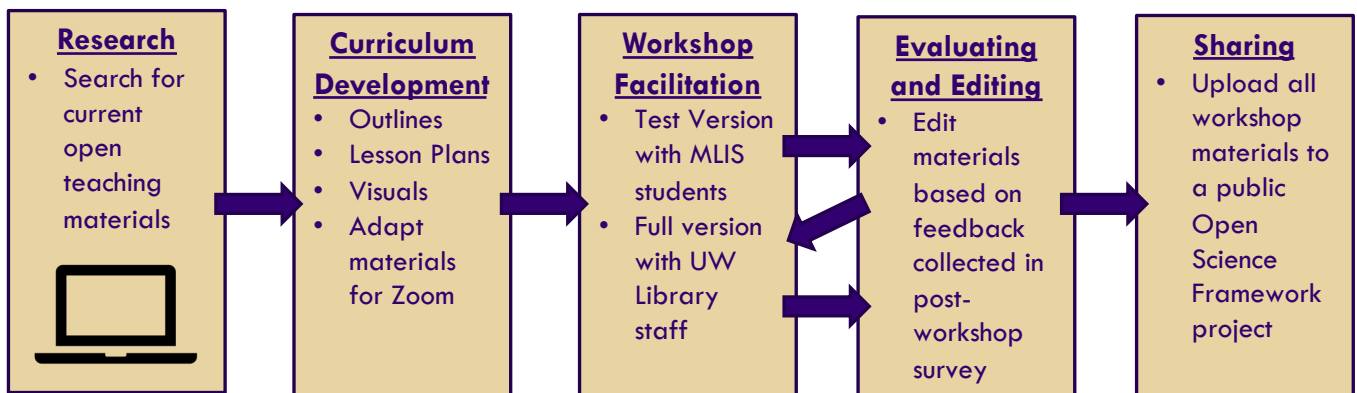 Research
• Search for
current
open
teaching
materials
Curriculum
Development
• Outlines
• Lesson Plans
• Visuals
• Adapt
materials
for Zoom
Workshop
Facilitation
• Test Version
with MLIS
students
• Full version
with UW
Library
staff
Evaluating
and Editing
• Edit
materials
based on
feedback
collected in
post-
workshop
survey
Sharing
• Upload all
workshop
materials to
a public
Open
Science
Framework
project